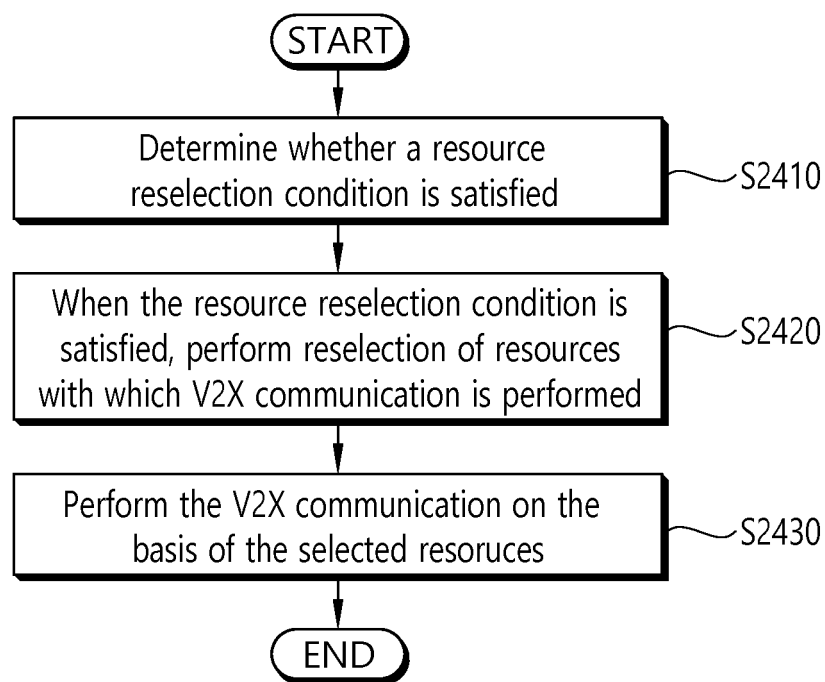 START
Determine whether a resource
reselection condition is satisfied
S2410
When the resource reselection condition is
satisfied, perform reselection of resources
with which V2X communication is performed
S2420
Perform the V2X communication on the
basis of the selected resoruces
S2430
END